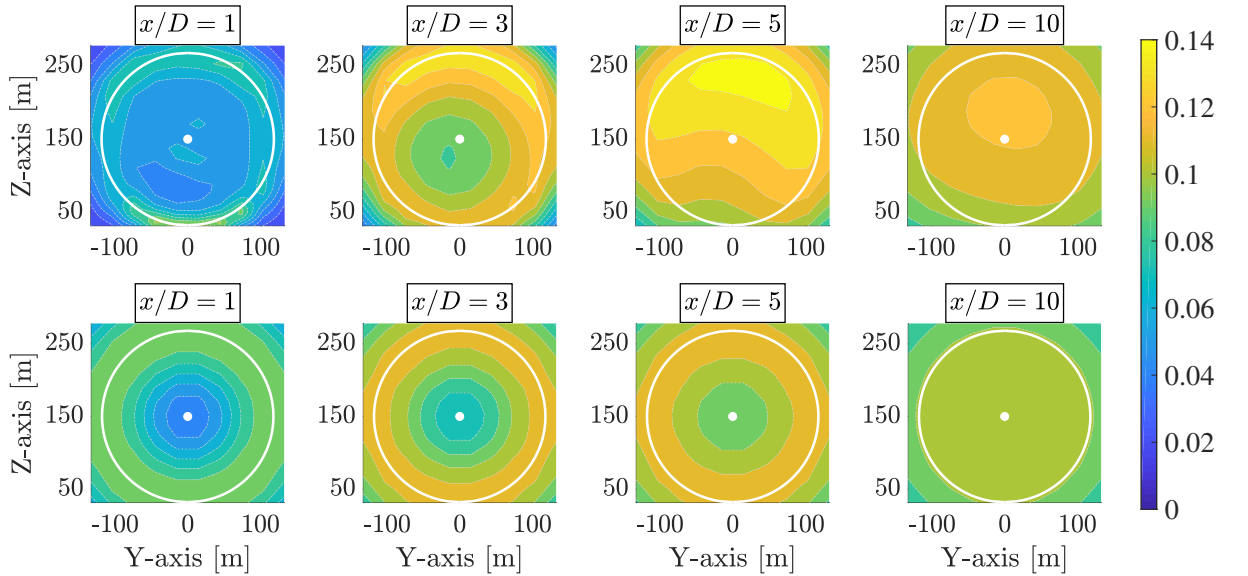 x/D = 1 x/D = 3 x/D = 5 x/D = 10
Z-axis [m]
250 250 250 250
150 150 150 150
50 50 50 50
-100 0 100 -100 0 100 -100 0 100 -100 0 100
x/D = 1 x/D = 3 x/D = 5 x/D = 10
Z-axis [m]
250 250 250 250
150 150 150 150
50 50 50 50
-100 0 100 -100 0 100 -100 0 100 -100 0 100
Y-axis [m] Y-axis [m] Y-axis [m] Y-axis [m]
0.14
0.12
0.1
0.08
0.06
0.04
0.02
0